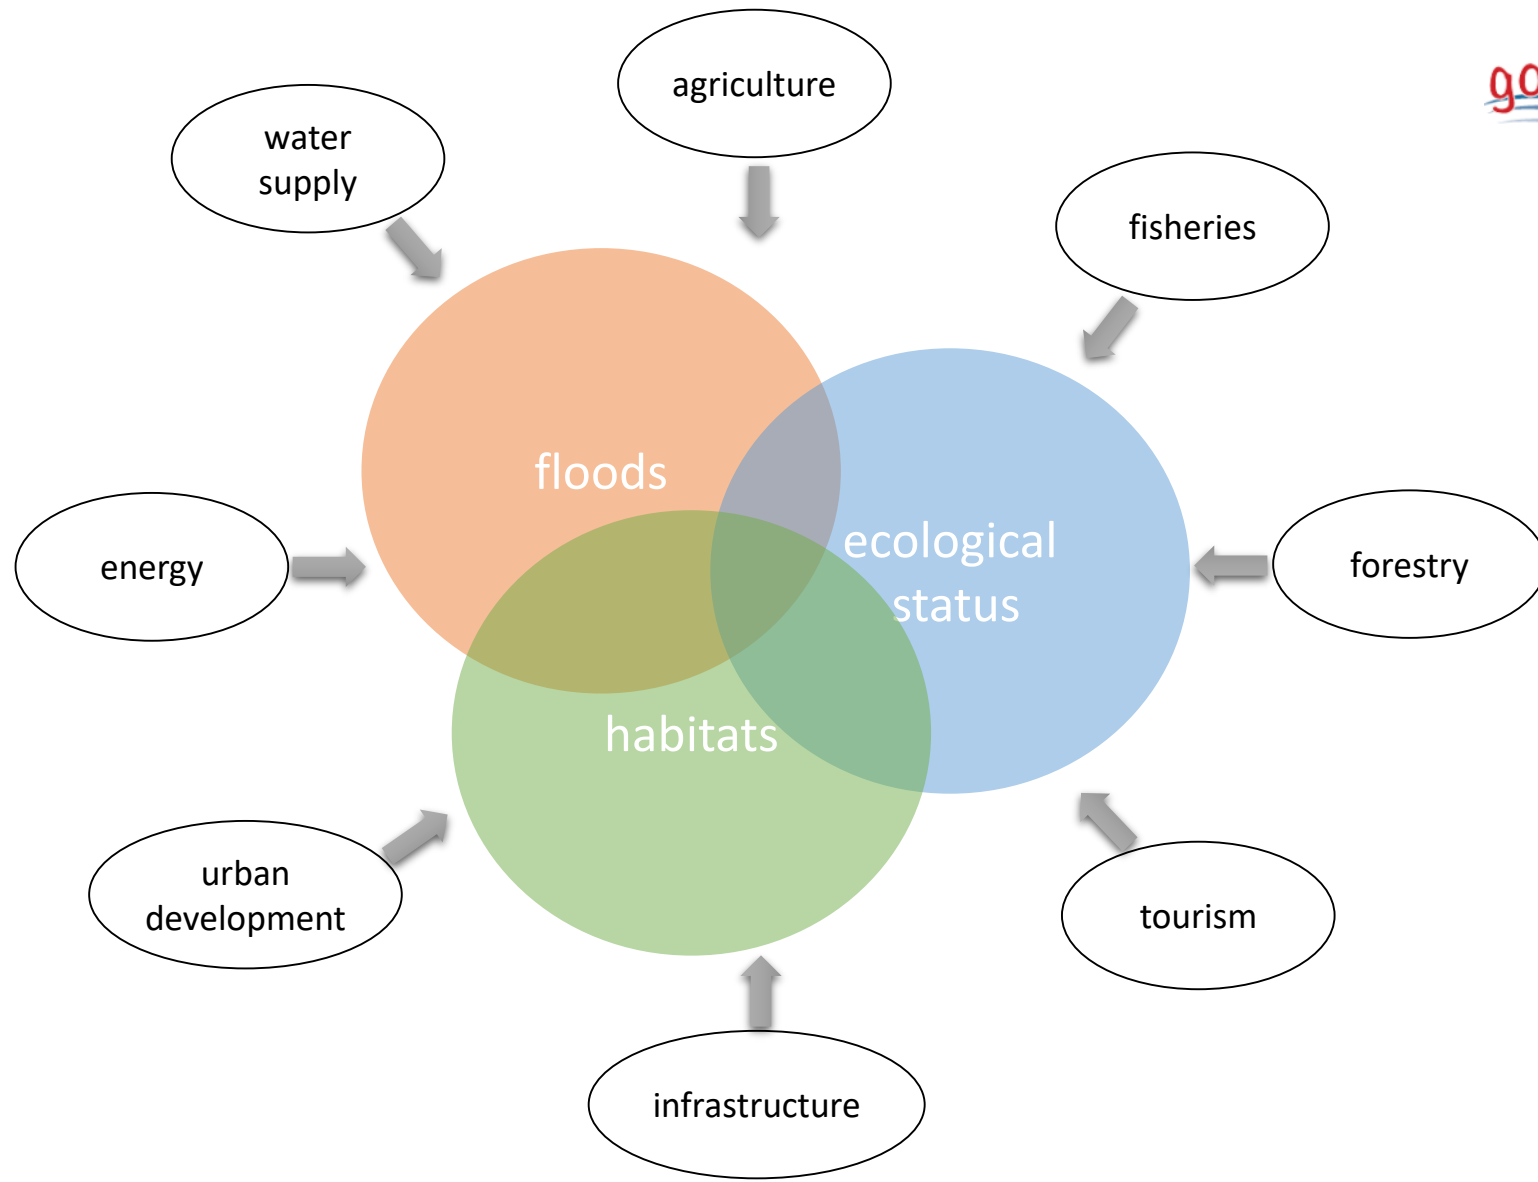 agriculture
water
supply
fisheries
floods
ecological
status
energy
forestry
habitats
urban
development
tourism
infrastructure